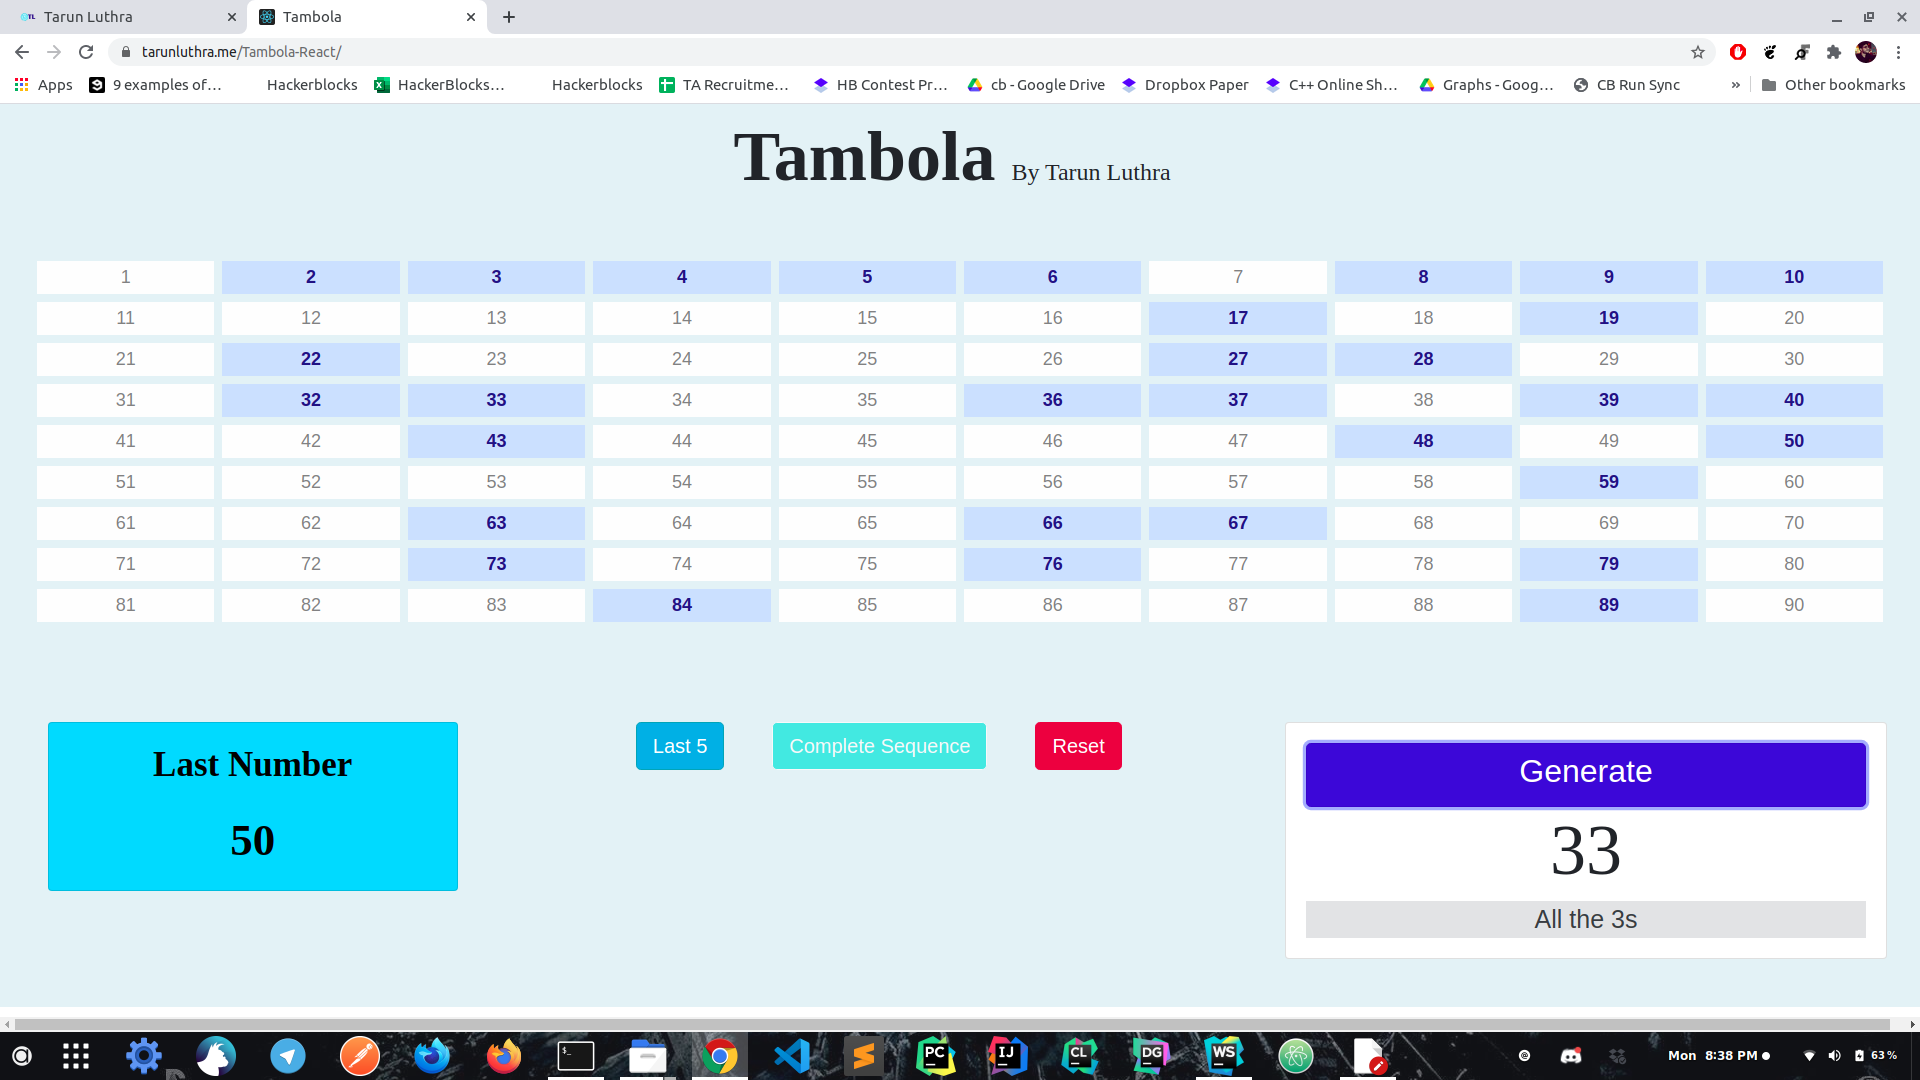 TL Tarun Luthra
Tambola
tarunluthra.me/Tambola-React/
Apps 9 examples of… Hackerblocks HackerBlocks… Hackerblocks TA Recruitme… HB Contest Pr… cb - Google Drive Dropbox Paper C++ Online Sh… Graphs - Goog… CB Run Sync » Other bookmarks
Tambola By Tarun Luthra
1 2 3 4 5 6 7 8 9 10
11 12 13 14 15 16 17 18 19 20
21 22 23 24 25 26 27 28 29 30
31 32 33 34 35 36 37 38 39 40
41 42 43 44 45 46 47 48 49 50
51 52 53 54 55 56 57 58 59 60
61 62 63 64 65 66 67 68 69 70
71 72 73 74 75 76 77 78 79 80
81 82 83 84 85 86 87 88 89 90
Last Number
50
Last 5 Complete Sequence Reset
Generate
33
All the 3s
$_ PC IJ CL DG WS Mon 8:38 PM 63 %